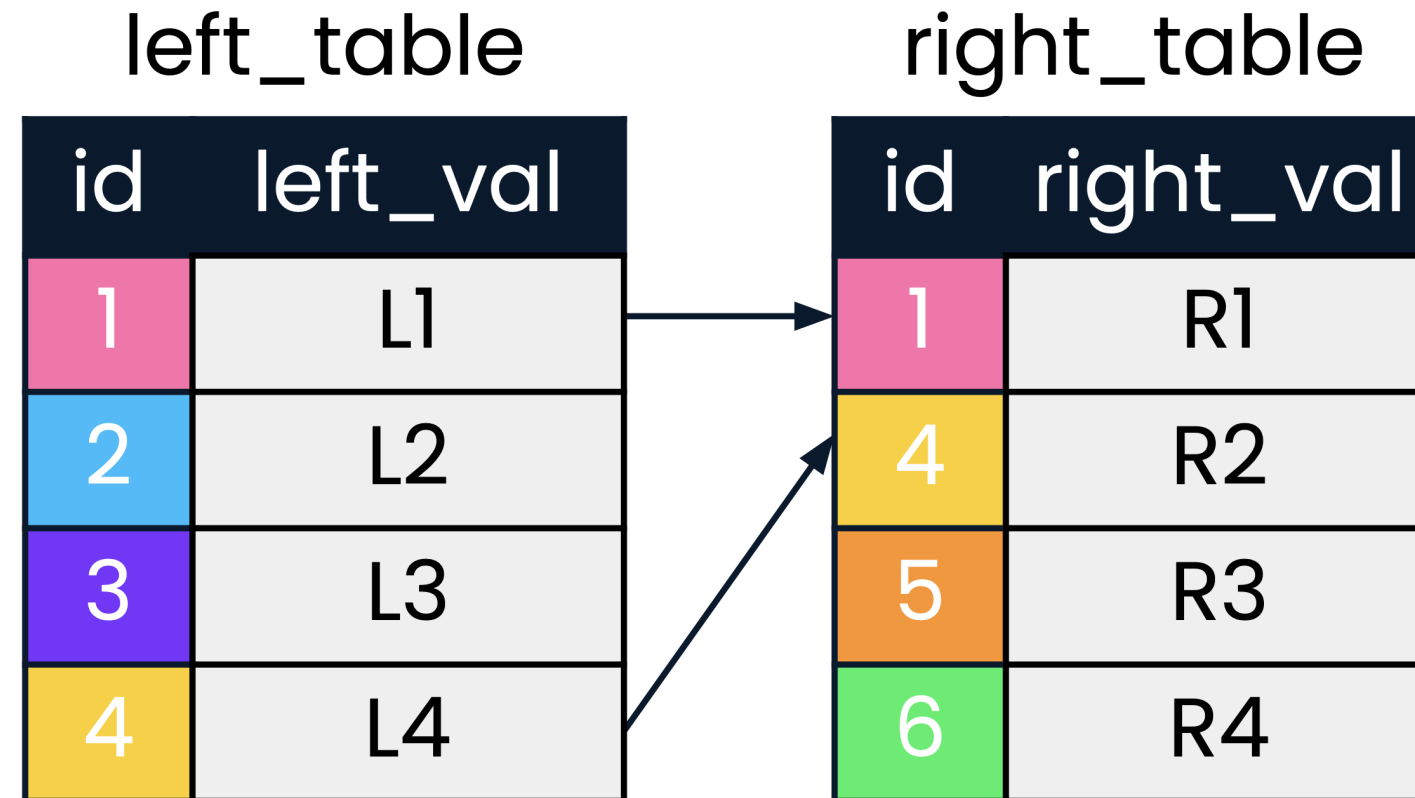 left_table right_table
id left_val id right_val
1 L1 1 R1
2 L2 4 R2
3 L3 5 R3
4 L4 6 R4